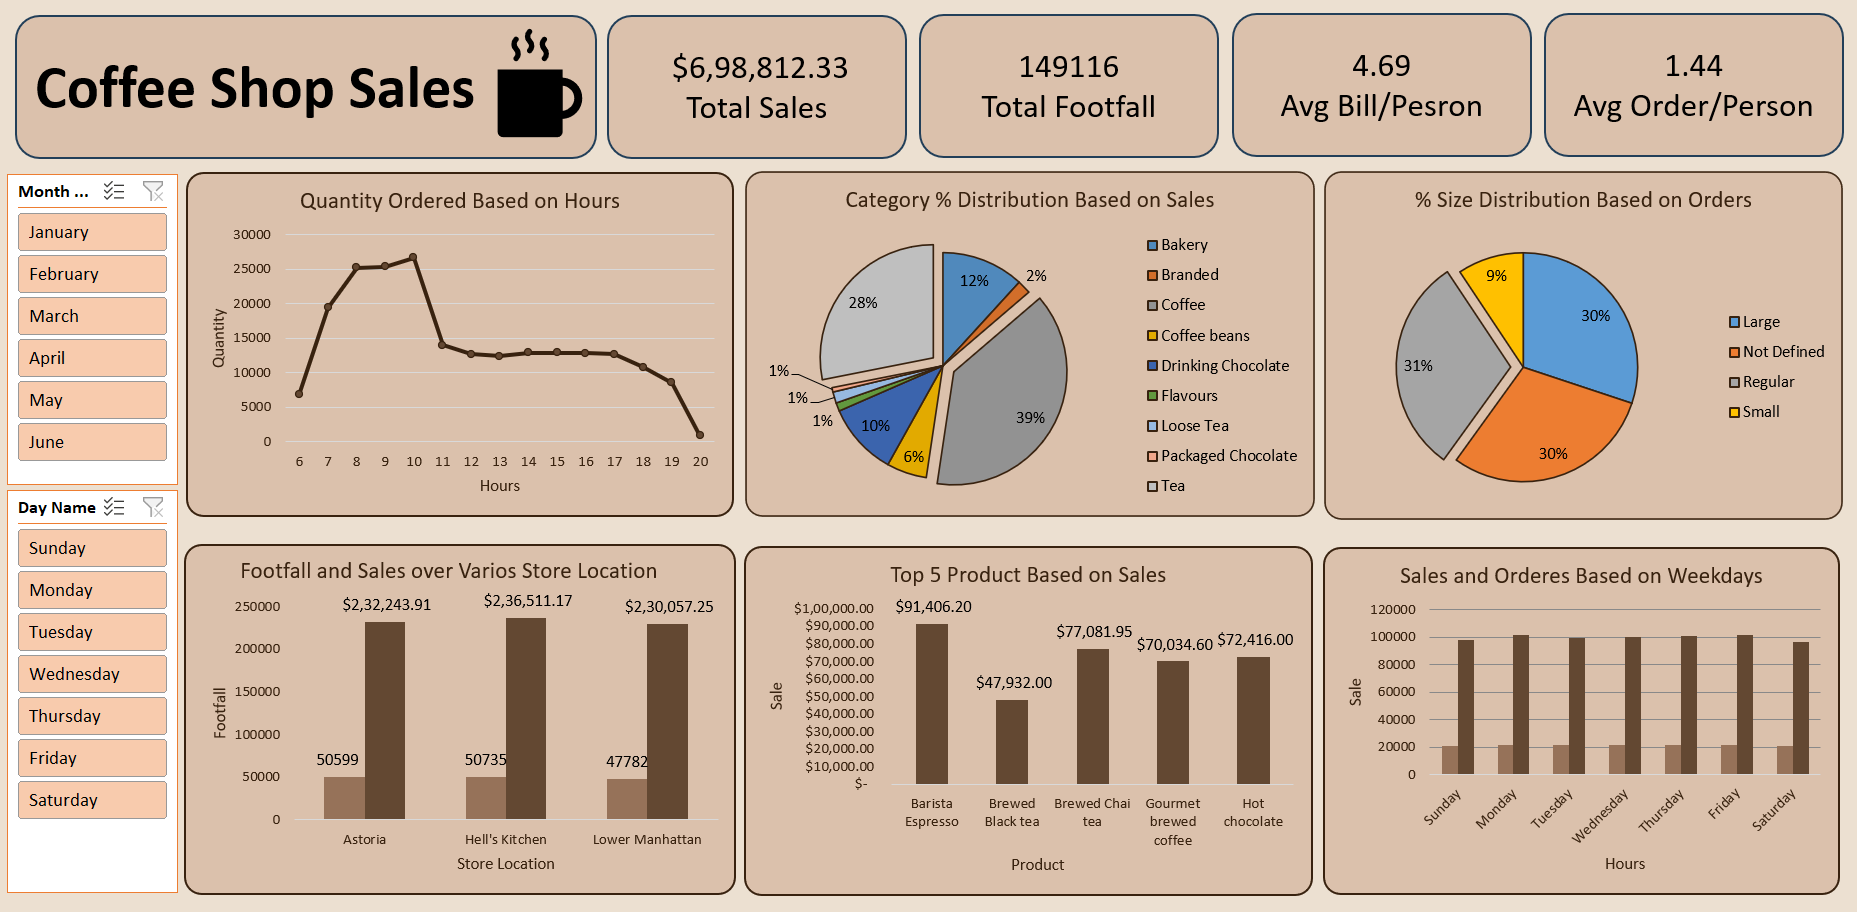 Coffee Shop Sales
$6,98,812.33
Total Sales
149116
Total Footfall
4.69
Avg Bill/Pesron
1.44
Avg Order/Person
Month ...
January
February
March
April
May
June
Day Name
Sunday
Monday
Tuesday
Wednesday
Thursday
Friday
Saturday
Quantity Ordered Based on Hours
30000
25000
20000
15000
10000
5000
0
Quantity
6 7 8 9 10 11 12 13 14 15 16 17 18 19 20
Hours
Category % Distribution Based on Sales
12%
2%
39%
6%
10%
1%
1%
1%
28%
Bakery
Branded
Coffee
Coffee beans
Drinking Chocolate
Flavours
Loose Tea
Packaged Chocolate
Tea
% Size Distribution Based on Orders
30%
30%
31%
9%
Large
Not Defined
Regular
Small
Footfall and Sales over Varios Store Location
250000
200000
150000
100000
50000
0
Footfall
$2,32,243.91
$2,36,511.17
$2,30,057.25
50599
50735
47782
Astoria
Hell's Kitchen
Lower Manhattan
Store Location
Top 5 Product Based on Sales
$1,00,000.00
$90,000.00
$80,000.00
$70,000.00
$60,000.00
$50,000.00
$40,000.00
$30,000.00
$20,000.00
$10,000.00
$-
Sale
$91,406.20
$47,932.00
$77,081.95
$70,034.60
$72,416.00
Barista
Espresso
Brewed
Black tea
Brewed Chai
tea
Gourmet
brewed
coffee
Hot
chocolate
Product
Sales and Orderes Based on Weekdays
120000
100000
80000
60000
40000
20000
0
Sale
Sunday
Monday
Tuesday
Wednesday
Thursday
Friday
Saturday
Hours